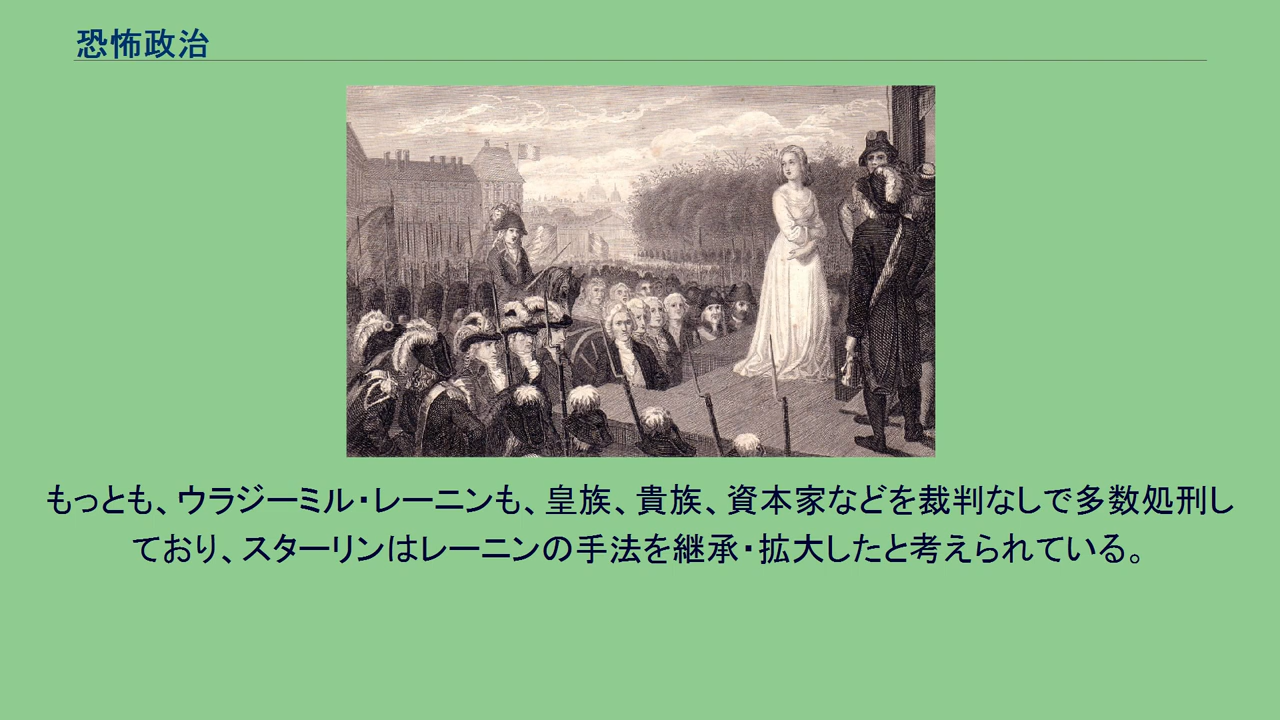 恐怖政治
もっとも、ウラジーミル・レーニンも、皇族、貴族、資本家などを裁判なしで多数処刑し
ており、スターリンはレーニンの手法を継承・拡大したと考えられている。